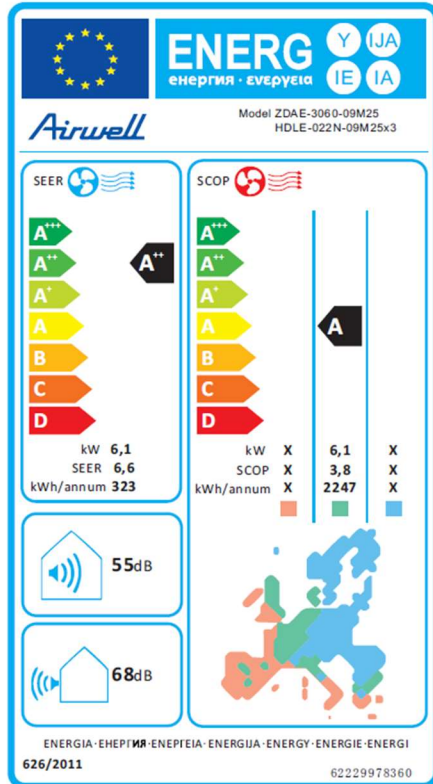 ENERG
енергия · ενεργεια
Y IJA
IE IA
Airwell
Model ZDAE-3060-09M25
HDLE-022N-09M25x3
SEER
A+++
A++
A+
A
B
C
D
A++
kW 6,1
SEER 6,6
kWh/annum 323
SCOP
A+++
A++
A+
A
B
C
D
A
kW X 6,1 X
SCOP X 3,8 X
kWh/annum X 2247 X
55dB
68dB
ENERGIA·ЕНЕРГИЯ·ΕΝΕΡΓΕΙΑ·ENERGIJA·ENERGY·ENERGIE·ENERGI
626/2011
62229978360